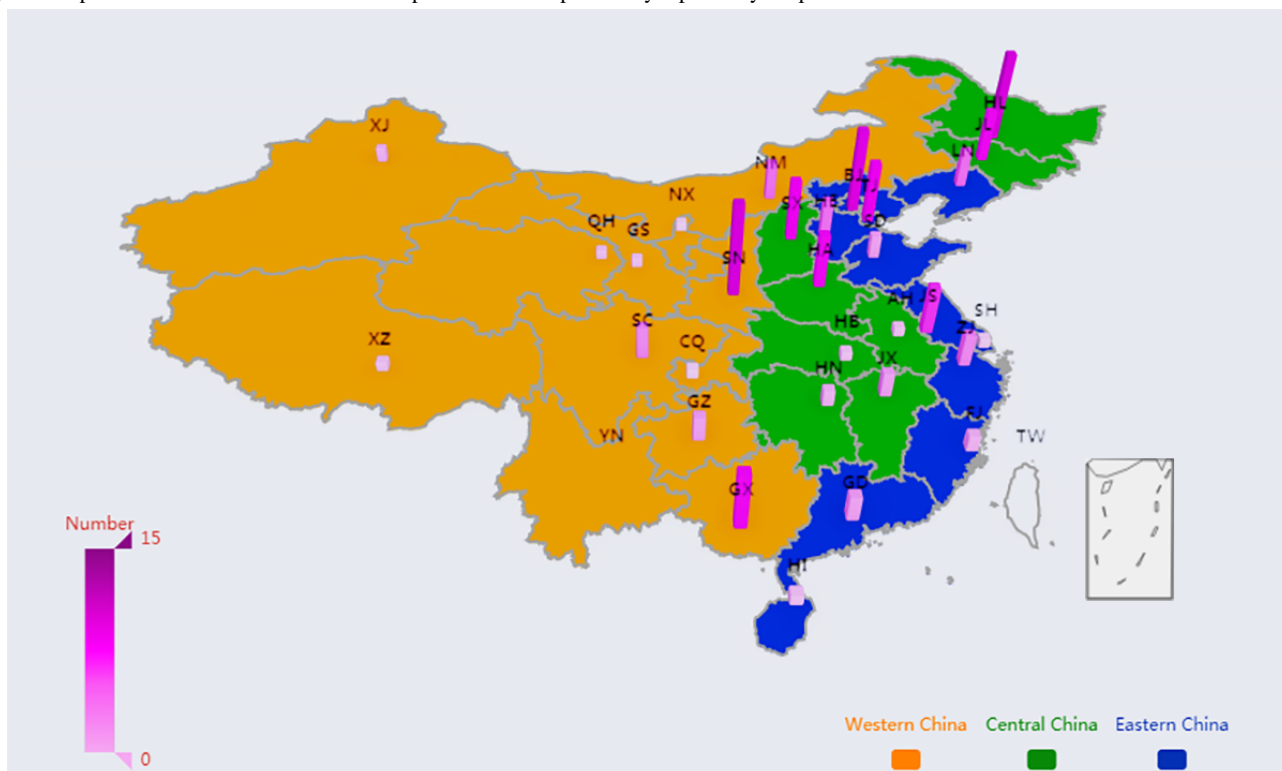 HL
XJ
JL
LN
NM
BJ
TJ
NX
SX
HB
QH
GS
SD
SN
HA
AH
JS
SH
SC
HB
ZJ
XZ
CQ
HN
JX
GZ
FJ
YN
TW
GX
GD
Number
15
HI
Western China
Central China
Eastern China
0